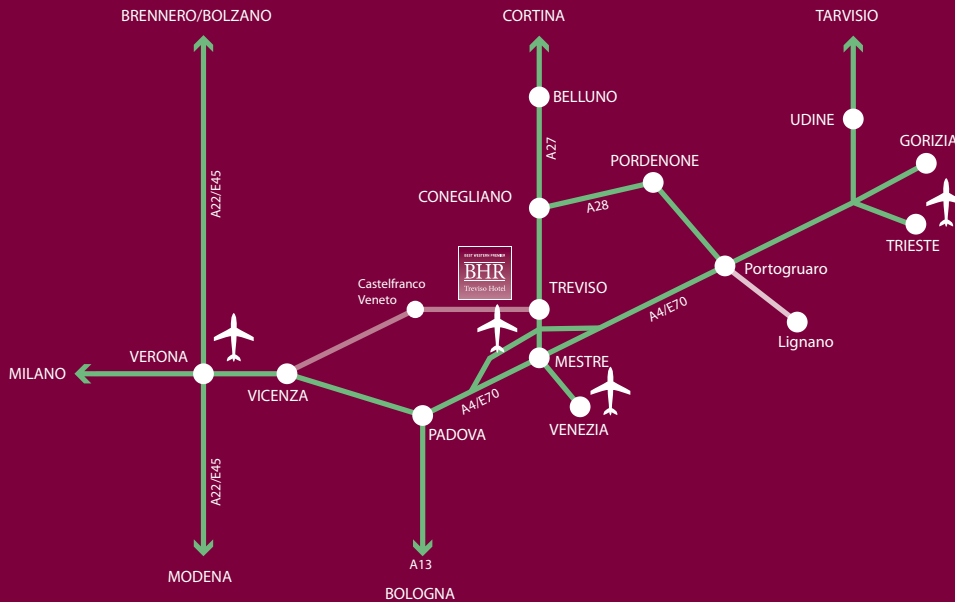 BRENNERO/BOLZANO
CORTINA
TARVISIO
BELLUNO
UDINE
A27
GORIZIA
PORDENONE
A22/E45
CONEGLIANO
A28
TRIESTE
BEST WESTERN PREMIER
BHR
Treviso Hotel
Portogruaro
Castelfranco
Veneto
TREVISO
A4/E70
Lignano
VERONA
MESTRE
MILANO
VICENZA
A4/E70
VENEZIA
PADOVA
A22/E45
A13
MODENA
BOLOGNA